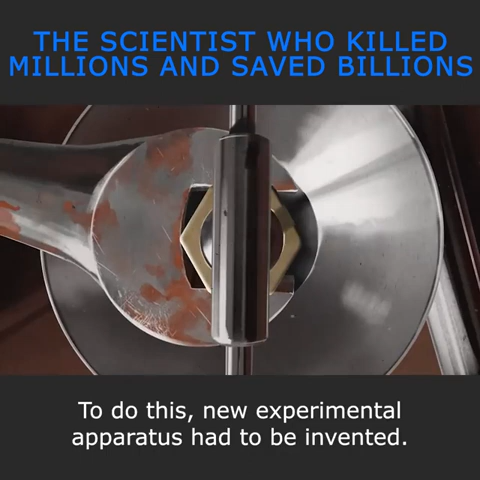 THE SCIENTIST WHO KILLED
MILLIONS AND SAVED BILLIONS
To do this, new experimental
apparatus had to be invented.